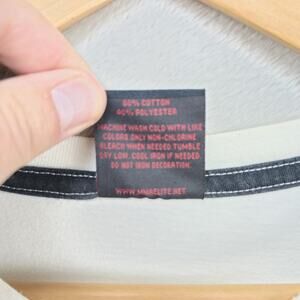 60% COTTON
40% POLYESTER
MACHINE WASH COLD WITH LIKE
COLORS ONLY NON-CHLORINE
BLEACH WHEN NEEDED TUMBLE
DRY LOW. COOL IRON IF NEEDED.
DO NOT IRON DECORATION.
WWW.MMAELITE.NET